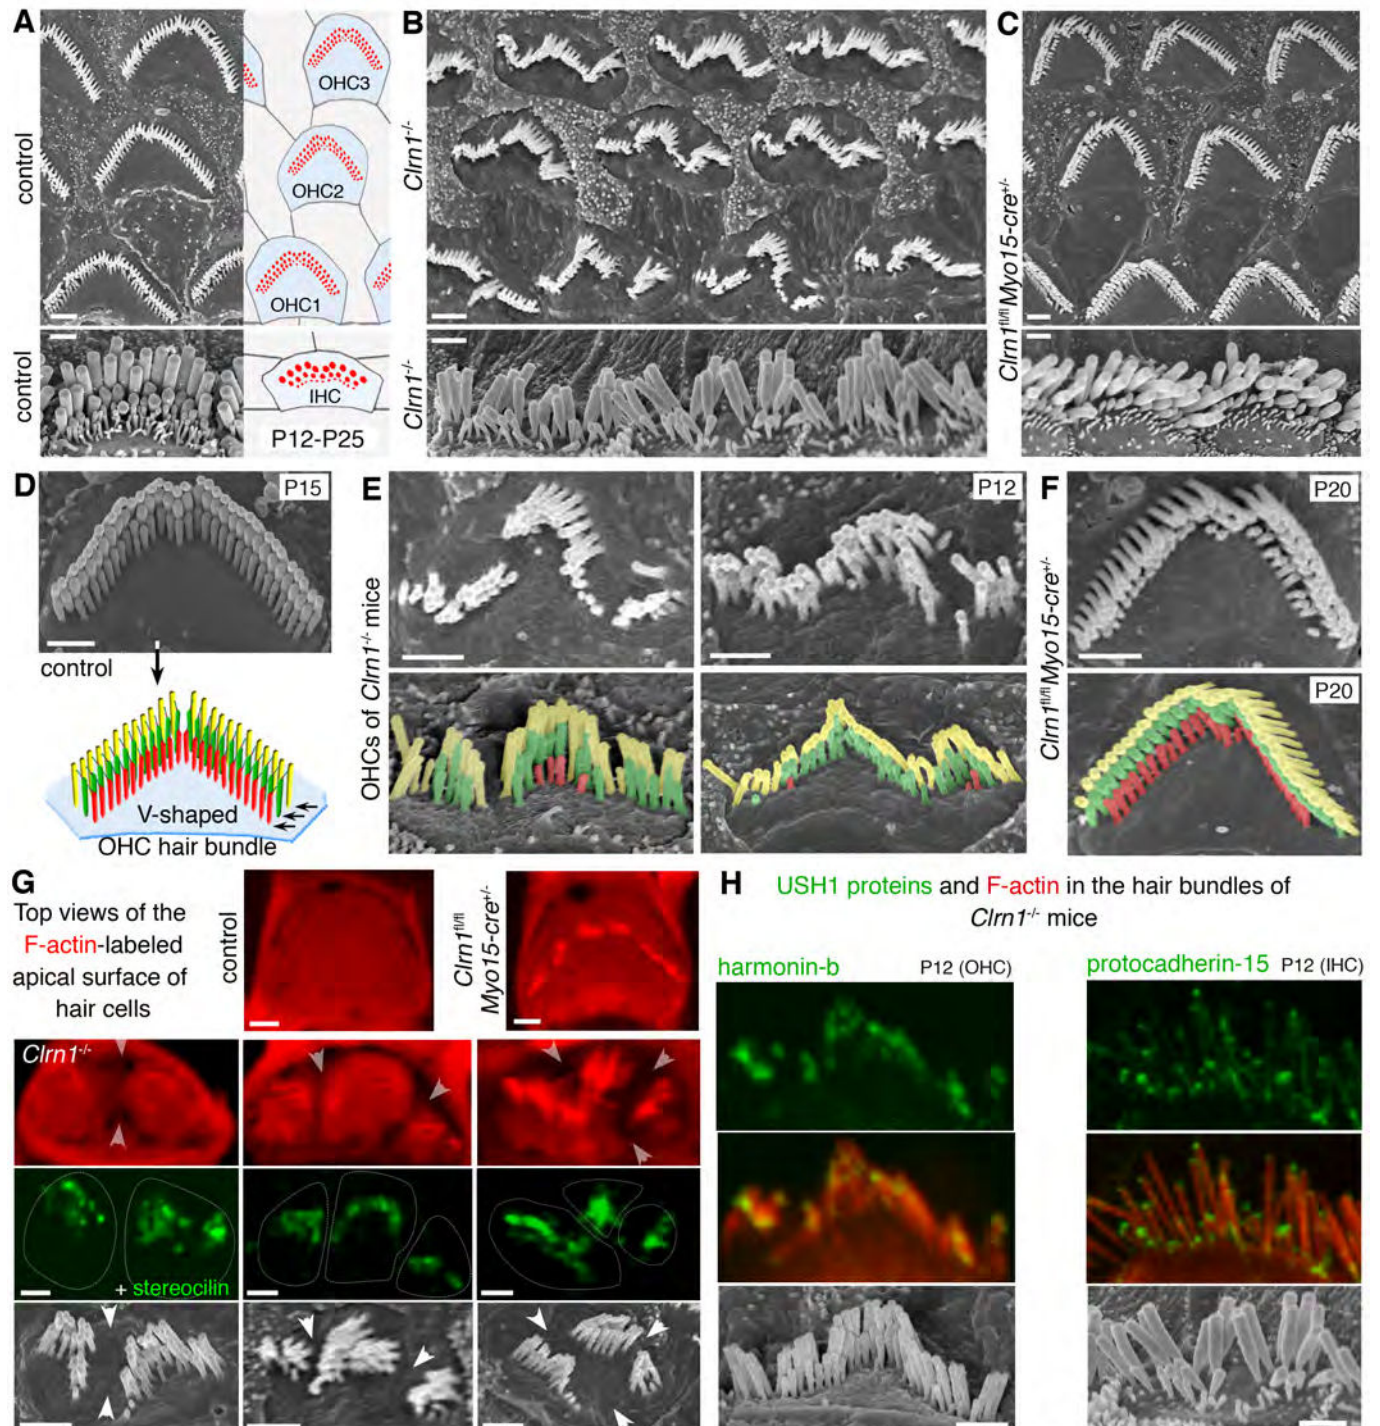 A
control
OHC3
OHC2
OHC1
control
IHC
P12-P25
B
Clrn1-/-
Clrn1-/-
C
Clrn1fl/fl Myo15-cre+/-
D
P15
control
V-shaped
OHC hair bundle
E
OHCs of Clrn1-/- mice
P12
F
Clrn1fl/fl Myo15-cre+/-
P20
P20
G
Top views of the
F-actin-labeled
apical surface of
hair cells
control
Clrn1fl/fl
Myo15-cre+/-
Clrn1-/-
+ stereocilin
H
USH1 proteins and F-actin in the hair bundles of
Clrn1-/- mice
harmonin-b P12 (OHC)
protocadherin-15 P12 (IHC)